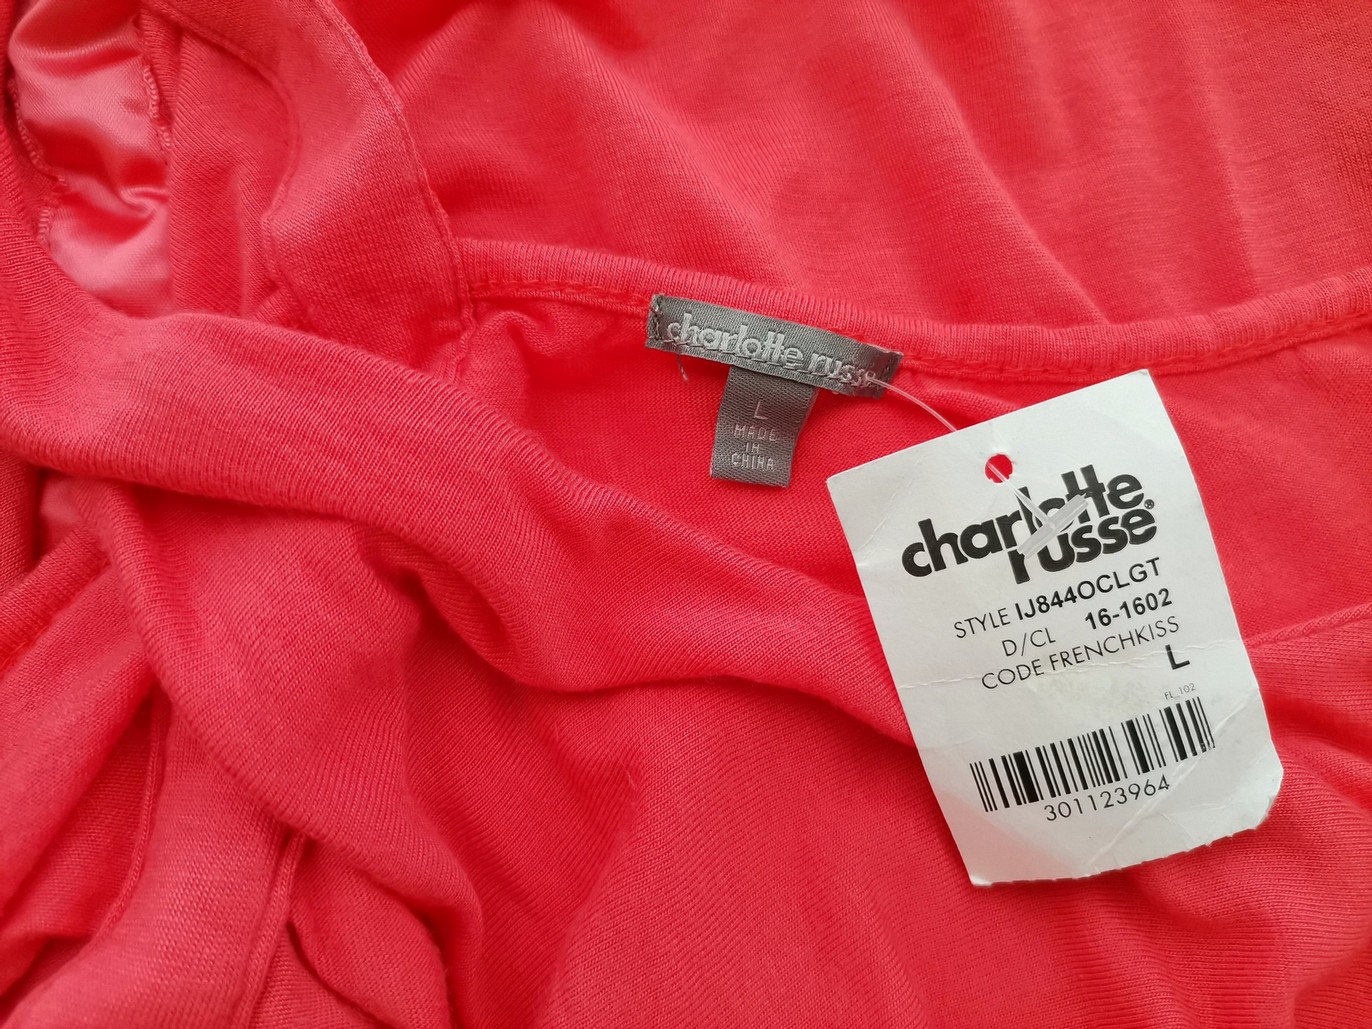 charlotte russe
L
MADE
IN
CHINA
charlotte
russe®
STYLE IJ844OCLGT
D/CL 16-1602
CODE FRENCHKISS
L
FL_102
301123964